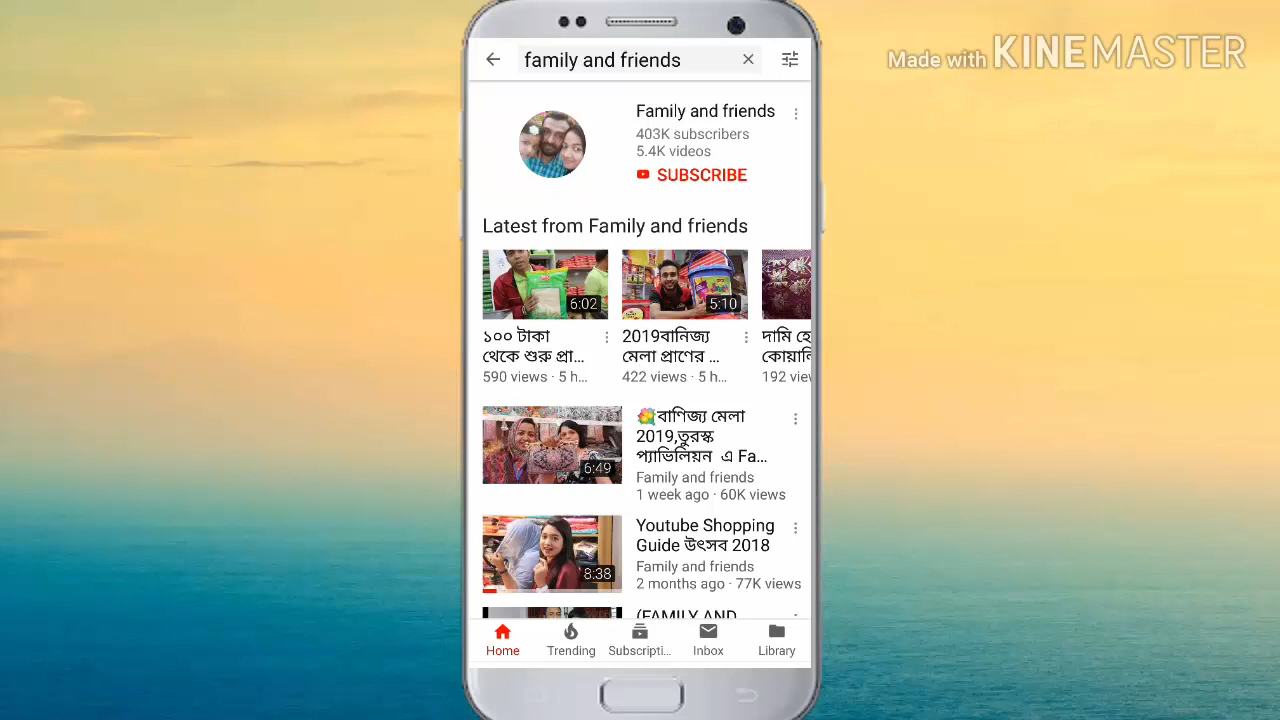 Made with KINEMASTER
family and friends
Family and friends
403K subscribers
5.4K videos
SUBSCRIBE
Latest from Family and friends
6:02
5:10
১০০ টাকা
থেকে শুরু প্রা...
590 views · 5 h...
2019বানিজ্য
মেলা প্রাণের ...
422 views · 5 h...
দামি
192
6:49
বাণিজ্য মেলা
2019,তুরস্ক
প্যাভিলিয়ন এ Fa...
Family and friends
1 week ago · 60K views
8:38
Youtube Shopping
Guide উৎসব 2018
Family and friends
2 months ago · 77K views
(FAMILY AND
Home
Trending
Subscripti...
Inbox
Library